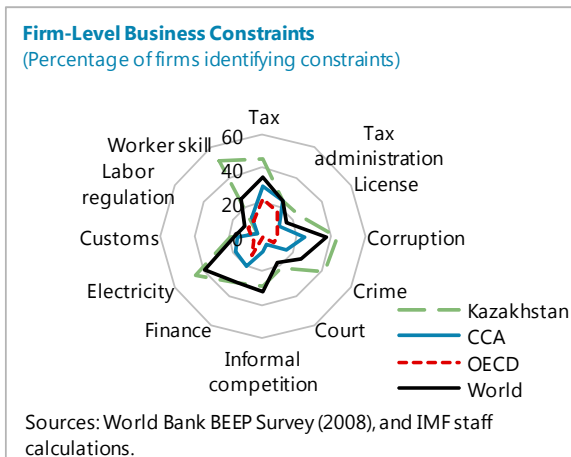 Firm-Level Business Constraints
(Percentage of firms identifying constraints)
Tax
Tax
administration
License
Corruption
Crime
Court
Informal
competition
Finance
Electricity
Customs
Labor
regulation
Worker skill
60
40
20
0
Kazakhstan
CCA
OECD
World
Sources: World Bank BEEP Survey (2008), and IMF staff
calculations.